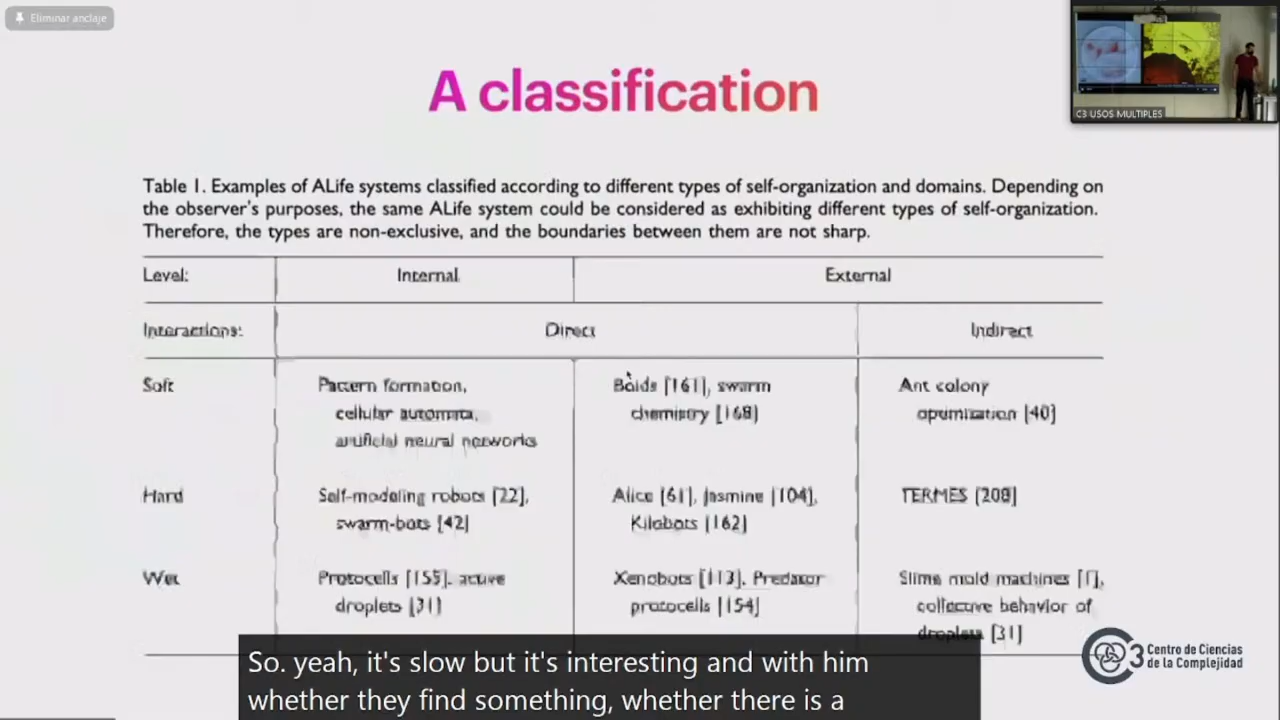 Eliminar anclaje
C3 USOS MULTIPLES
A classification
Table 1. Examples of ALife systems classified according to different types of self-organization and domains. Depending on
the observer's purposes, the same ALife system could be considered as exhibiting different types of self-organization.
Therefore, the types are non-exclusive, and the boundaries between them are not sharp.
Level: Internal External
Interactions: Direct Indirect
Soft Pattern formation, Boids [161], swarm Ant colony
cellular automata, chemistry [168] optimization [40]
artificial neural networks
Hard Self-modeling robots [22], Alice [61], Jasmine [104], TERMES [208]
swarm-bots [42] Kilobots [162]
Wet Protocells [155], active Xenobots [113], Predator Slime mold machines [1],
droplets [31] protocells [154] collective behavior of
droplets [31]
C3 Centro de Ciencias
de la Complejidad
So. yeah, it's slow but it's interesting and with him
whether they find something, whether there is a